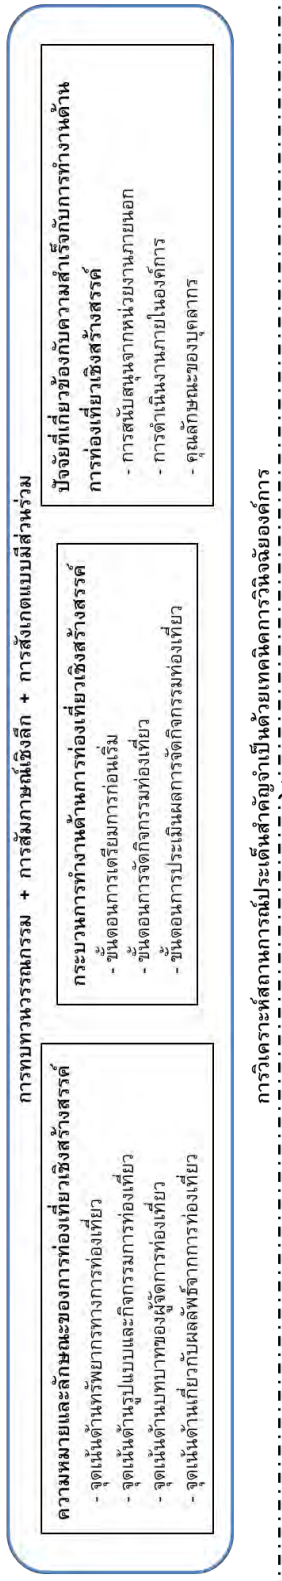 การทบทวนวรรณกรรม + การสัมภาษณ์เชิงลึก + การสังเกตแบบมีส่วนร่วม
ความหมายและลักษณะของการท่องเที่ยวเชิงสร้างสรรค์
- จุดเน้นด้านทรัพยากรทางการท่องเที่ยว
- จุดเน้นด้านรูปแบบและกิจกรรมการท่องเที่ยว
- จุดเน้นด้านบทบาทของผู้จัดการท่องเที่ยว
- จุดเน้นด้านเกี่ยวกับผลลัพธ์จากการท่องเที่ยว
กระบวนการทำงานด้านการท่องเที่ยวเชิงสร้างสรรค์
- ขั้นตอนการเตรียมการก่อนเริ่ม
- ขั้นตอนการจัดกิจกรรมท่องเที่ยว
- ขั้นตอนการประเมินผลการจัดกิจกรรมท่องเที่ยว
ปัจจัยที่เกี่ยวข้องกับความสำเร็จกับการทำงานด้าน
การท่องเที่ยวเชิงสร้างสรรค์
- การสนับสนุนจากหน่วยงานภายนอก
- การดำเนินงานภายในองค์การ
- คุณลักษณะของบุคลากร
การวิเคราะห์สถานการณ์ประเด็นสำคัญจำเป็นด้วยเทคนิคการวินิจฉัยองค์การ